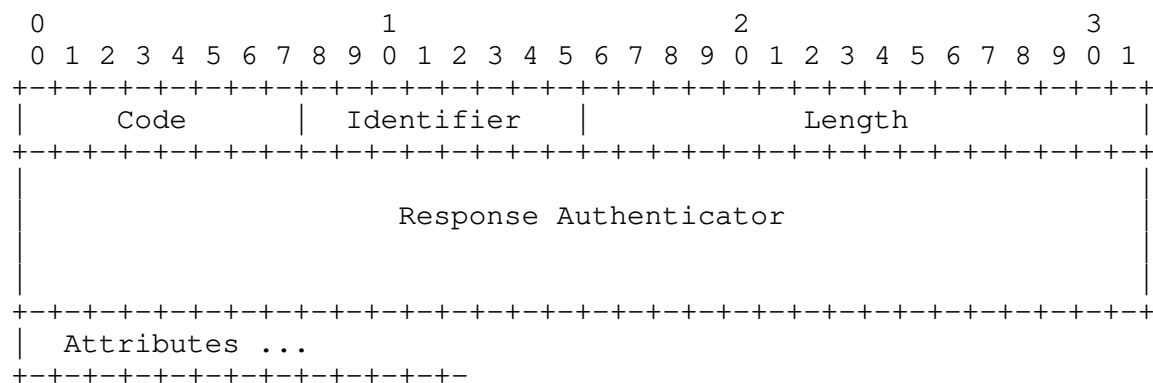 0                   1                   2                   3
 0 1 2 3 4 5 6 7 8 9 0 1 2 3 4 5 6 7 8 9 0 1 2 3 4 5 6 7 8 9 0 1
+-+-+-+-+-+-+-+-+-+-+-+-+-+-+-+-+-+-+-+-+-+-+-+-+-+-+-+-+-+-+-+-+
|     Code      |  Identifier   |            Length             |
+-+-+-+-+-+-+-+-+-+-+-+-+-+-+-+-+-+-+-+-+-+-+-+-+-+-+-+-+-+-+-+-+
|                                                               |
|                     Response Authenticator                    |
|                                                               |
|                                                               |
+-+-+-+-+-+-+-+-+-+-+-+-+-+-+-+-+-+-+-+-+-+-+-+-+-+-+-+-+-+-+-+-+
|  Attributes ...
+-+-+-+-+-+-+-+-+-+-+-+-+-